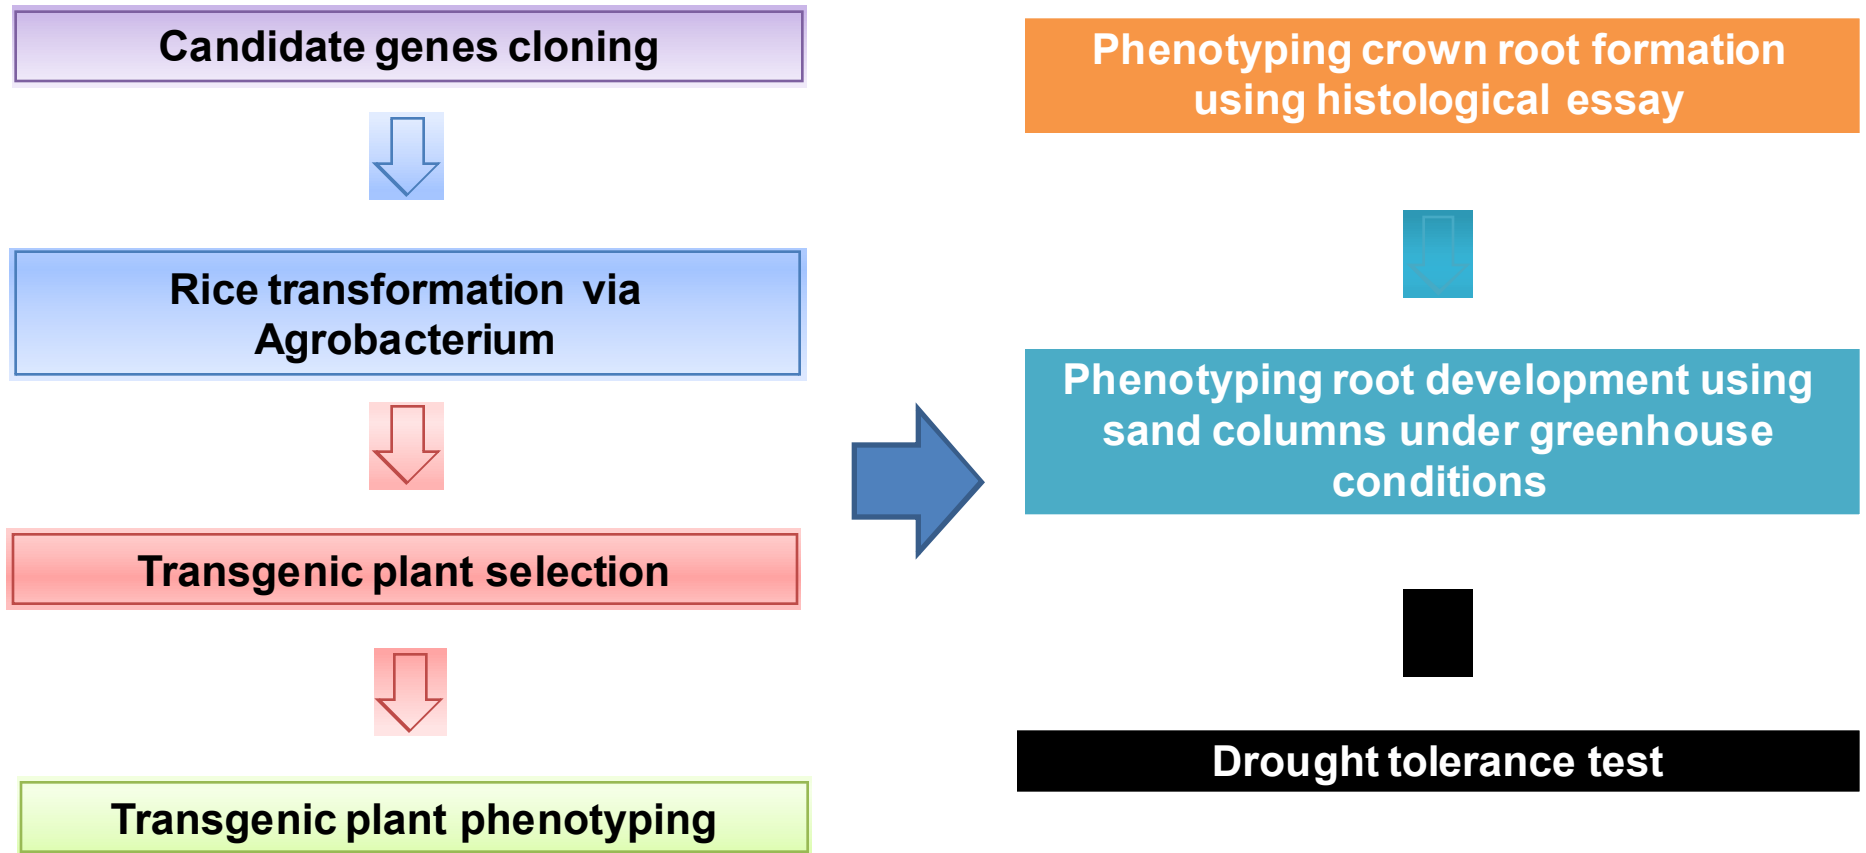 Candidate genes cloning
Rice transformation via
Agrobacterium
Transgenic plant selection
Transgenic plant phenotyping
Phenotyping crown root formation
using histological essay
Phenotyping root development using
sand columns under greenhouse
conditions
Drought tolerance test